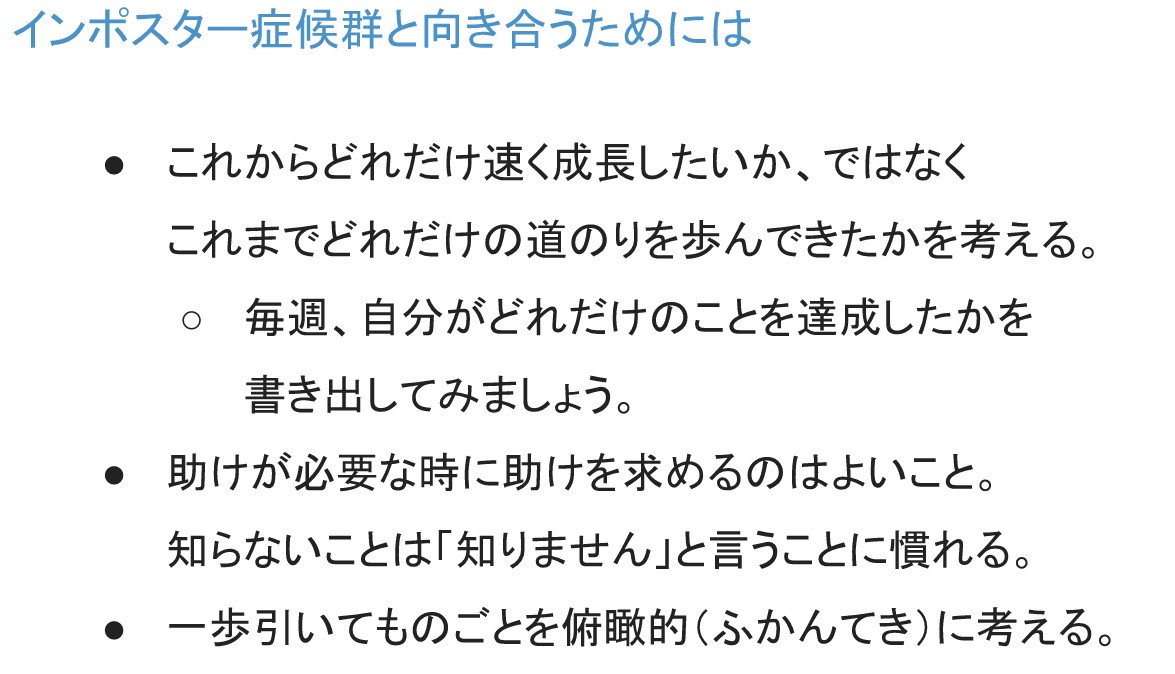 インポスター症候群と向き合うためには
● これからどれだけ速く成長したいか、ではなく
これまでどれだけの道のりを歩んできたかを考える。
○ 毎週、自分がどれだけのことを達成したかを
書き出してみましょう。
● 助けが必要な時に助けを求めるのはよいこと。
知らないことは「知りません」と言うことに慣れる。
● 一歩引いてものごとを俯瞰的(ふかんてき)に考える。